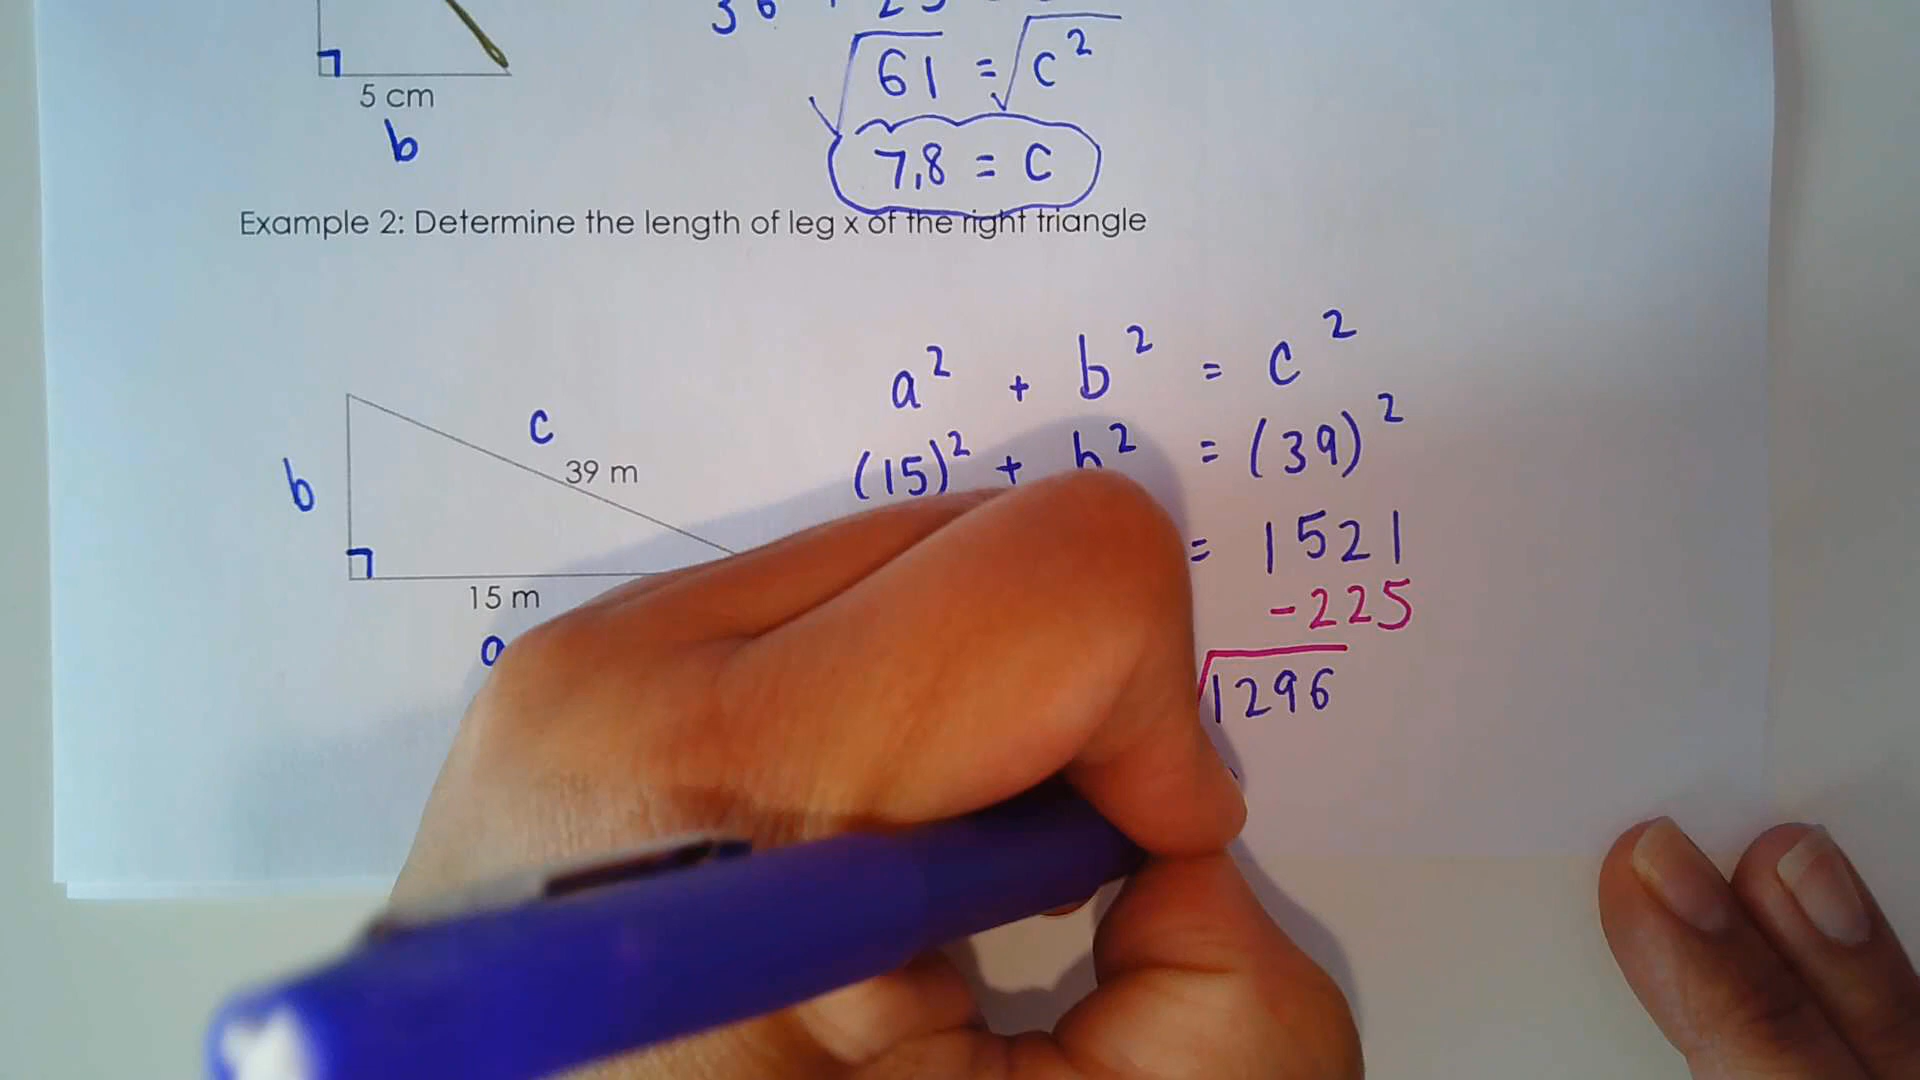 √61 = √c²
5 cm
b
7,8 = c
Example 2: Determine the length of leg x of the right triangle
a² + b² = c²
c
(15)² + b² = (39)²
39 m
b
= 1521
15 m
-225
a
√1296